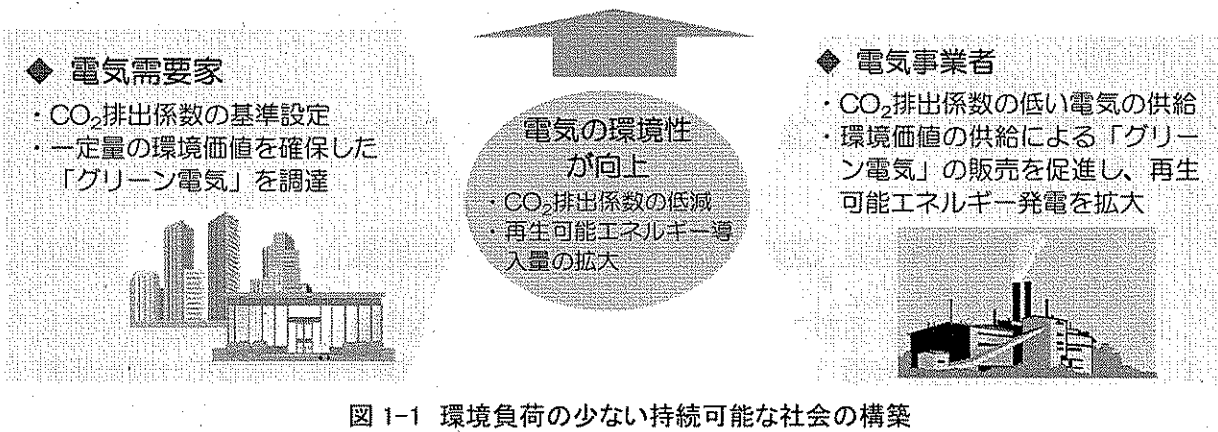 ◆ 電気需要家
・CO₂排出係数の基準設定
・一定量の環境価値を確保した
「グリーン電気」を調達
電気の環境性
が向上
・CO₂排出係数の低減
・再生可能エネルギー導
入量の拡大
◆ 電気事業者
・CO₂排出係数の低い電気の供給
・環境価値の供給による「グリー
ン電気」の販売を促進し、再生
可能エネルギー発電を拡大
図 1-1 環境負荷の少ない持続可能な社会の構築